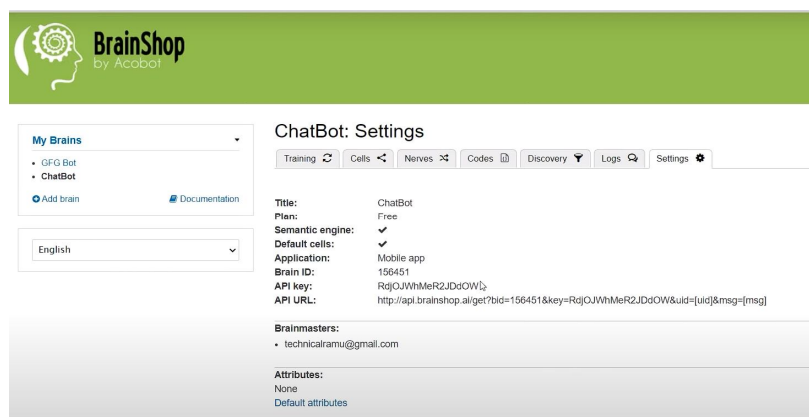 BrainShop
by Acobot
My Brains
GFG Bot
ChatBot
Add brain
Documentation
English
ChatBot: Settings
Training
Cells
Nerves
Codes
Discovery
Logs
Settings
Title: ChatBot
Plan: Free
Semantic engine: ✔
Default cells: ✔
Application: Mobile app
Brain ID: 156451
API key: RdjOJWhMeR2JDdOW
API URL: http://api.brainshop.ai/get?bid=156451&key=RdjOJWhMeR2JDdOW&uid=[uid]&msg=[msg]
Brainmasters:
technicalramu@gmail.com
Attributes:
None
Default attributes